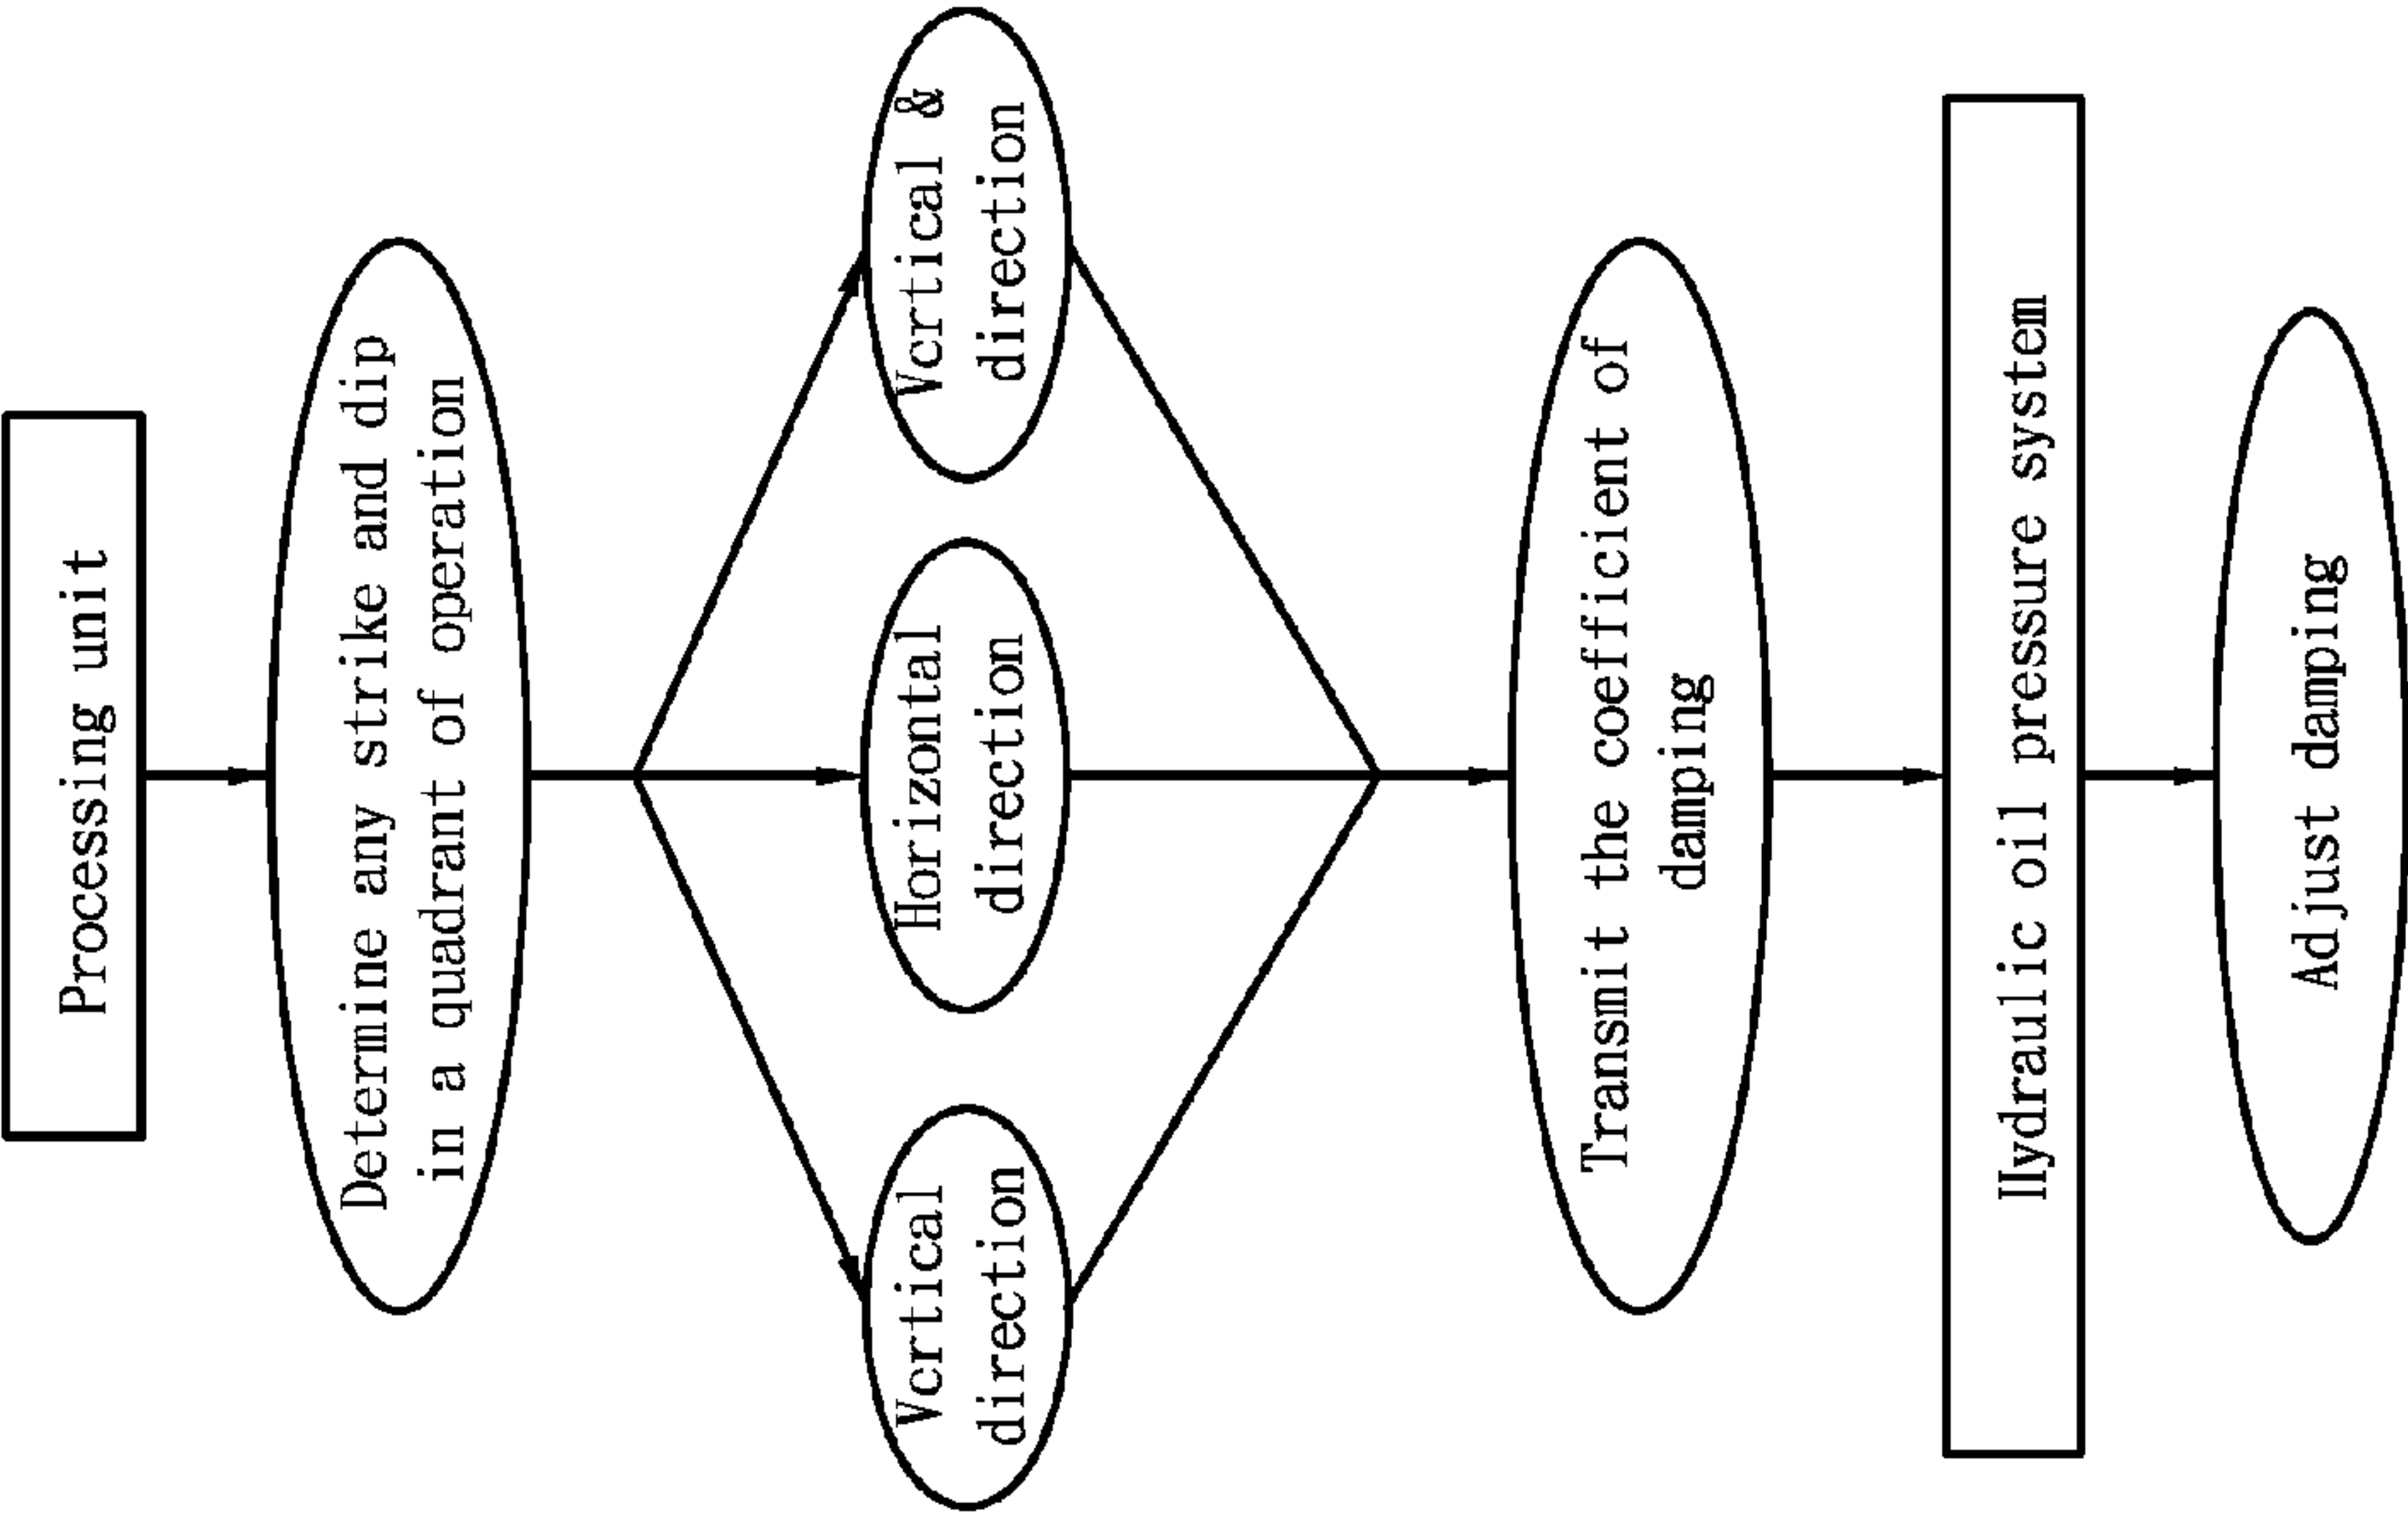 Processing unit
Determine any strike and dip
in a quadrant of operation
Vertical
direction
Horizontal
direction
Vertical &
direction
Transmit the coefficient of
damping
Hydraulic oil pressure system
Adjust damping